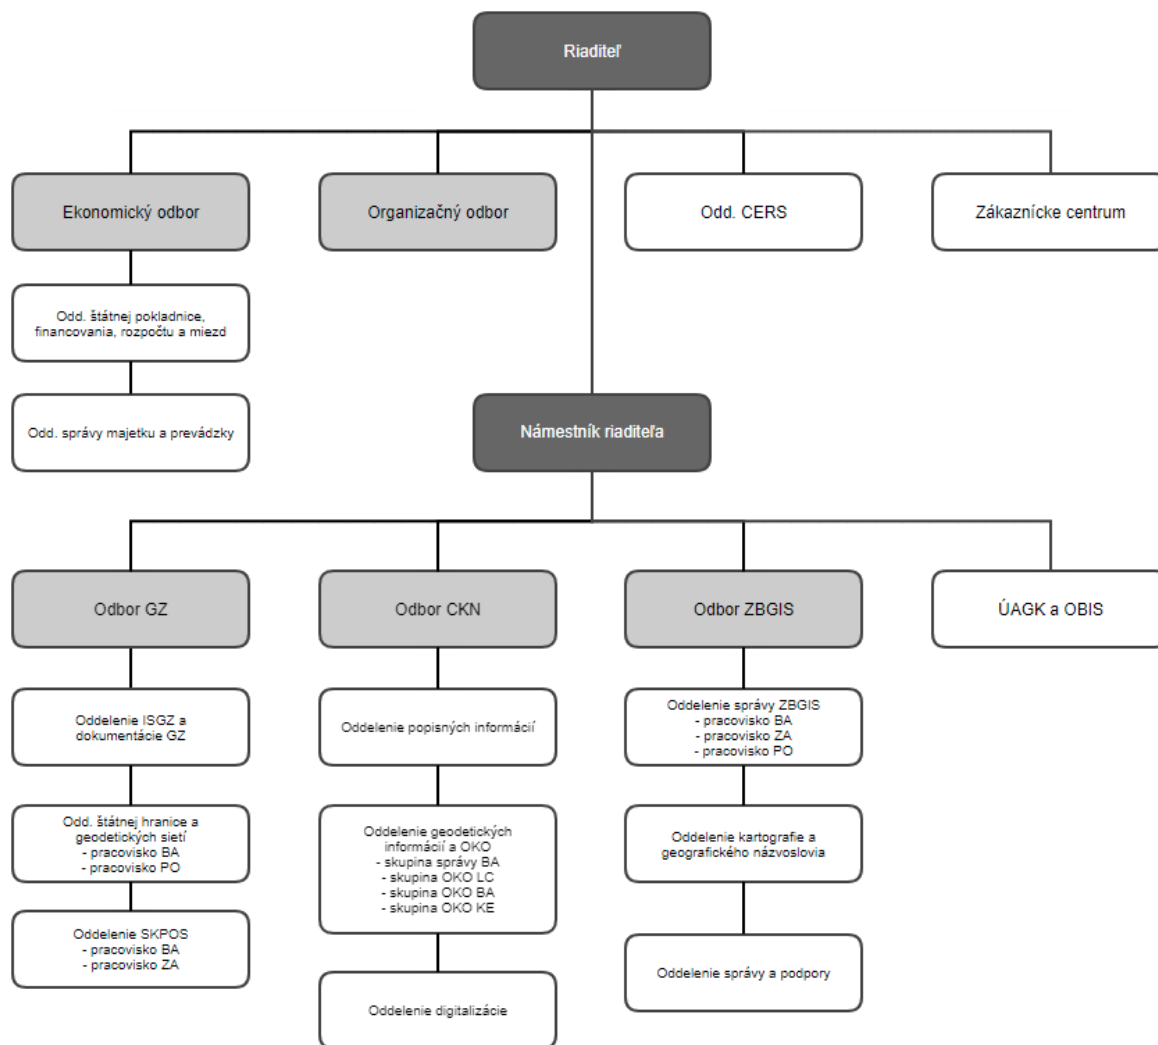 Riaditeľ
Ekonomický odbor
Organizačný odbor
Odd. CERS
Zákaznícke centrum
Odd. štátnej pokladnice,
financovania, rozpočtu a miezd
Odd. správy majetku a prevádzky
Námestník riaditeľa
Odbor GZ
Odbor CKN
Odbor ZBGIS
ÚAGK a OBIS
Oddelenie ISGZ a
dokumentácie GZ
Oddelenie popisných informácií
Oddelenie správy ZBGIS
- pracovisko BA
- pracovisko ZA
- pracovisko PO
Odd. štátnej hranice a
geodetických sietí
- pracovisko BA
- pracovisko PO
Oddelenie geodetických
informácií a OKO
- skupina správy BA
- skupina OKO LC
- skupina OKO BA
- skupina OKO KE
Oddelenie kartografie a
geografického názvoslovia
Oddelenie SKPOS
- pracovisko BA
- pracovisko ZA
Oddelenie digitalizácie
Oddelenie správy a podpory